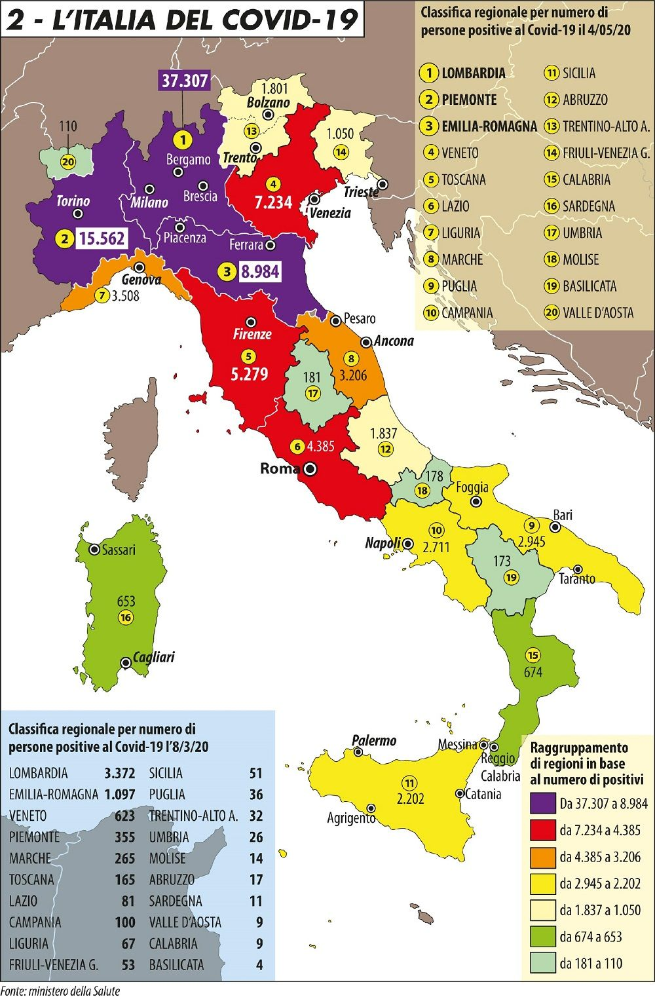 2 - L'ITALIA DEL COVID-19
Classifica regionale per numero di
persone positive al Covid-19 il 4/05/20
1 LOMBARDIA
2 PIEMONTE
3 EMILIA-ROMAGNA
4 VENETO
5 TOSCANA
6 LAZIO
7 LIGURIA
8 MARCHE
9 PUGLIA
10 CAMPANIA
11 SICILIA
12 ABRUZZO
13 TRENTINO-ALTO A.
14 FRIULI-VENEZIA G.
15 CALABRIA
16 SARDEGNA
17 UMBRIA
18 MOLISE
19 BASILICATA
20 VALLE D'AOSTA
37.307
1
Bergamo
Milano
Brescia
110
20
Torino
2 15.562
Piacenza
Ferrara
3 8.984
1.801
Bolzano
13
Trento
1.050
14
Trieste
4
7.234
Venezia
Genova
7 3.508
Firenze
5
5.279
Pesaro
Ancona
8
3.206
181
17
6 4.385
Roma
1.837
12
178
18
Foggia
Bari
9
2.945
Taranto
10
2.711
Napoli
173
19
Sassari
653
16
Cagliari
15
674
Palermo
Messina
Reggio
Calabria
Catania
11
2.202
Agrigento
Classifica regionale per numero di
persone positive al Covid-19 l'8/3/20
LOMBARDIA 3.372 SICILIA 51
EMILIA-ROMAGNA 1.097 PUGLIA 36
VENETO 623 TRENTINO-ALTO A. 32
PIEMONTE 355 UMBRIA 26
MARCHE 265 MOLISE 14
TOSCANA 165 ABRUZZO 17
LAZIO 81 SARDEGNA 11
CAMPANIA 100 VALLE D'AOSTA 9
LIGURIA 67 CALABRIA 9
FRIULI-VENEZIA G. 53 BASILICATA 4
Raggruppamento
di regioni in base
al numero di positivi
Da 37.307 a 8.984
da 7.234 a 4.385
da 4.385 a 3.206
da 2.945 a 2.202
da 1.837 a 1.050
da 674 a 653
da 181 a 110
Fonte: ministero della Salute